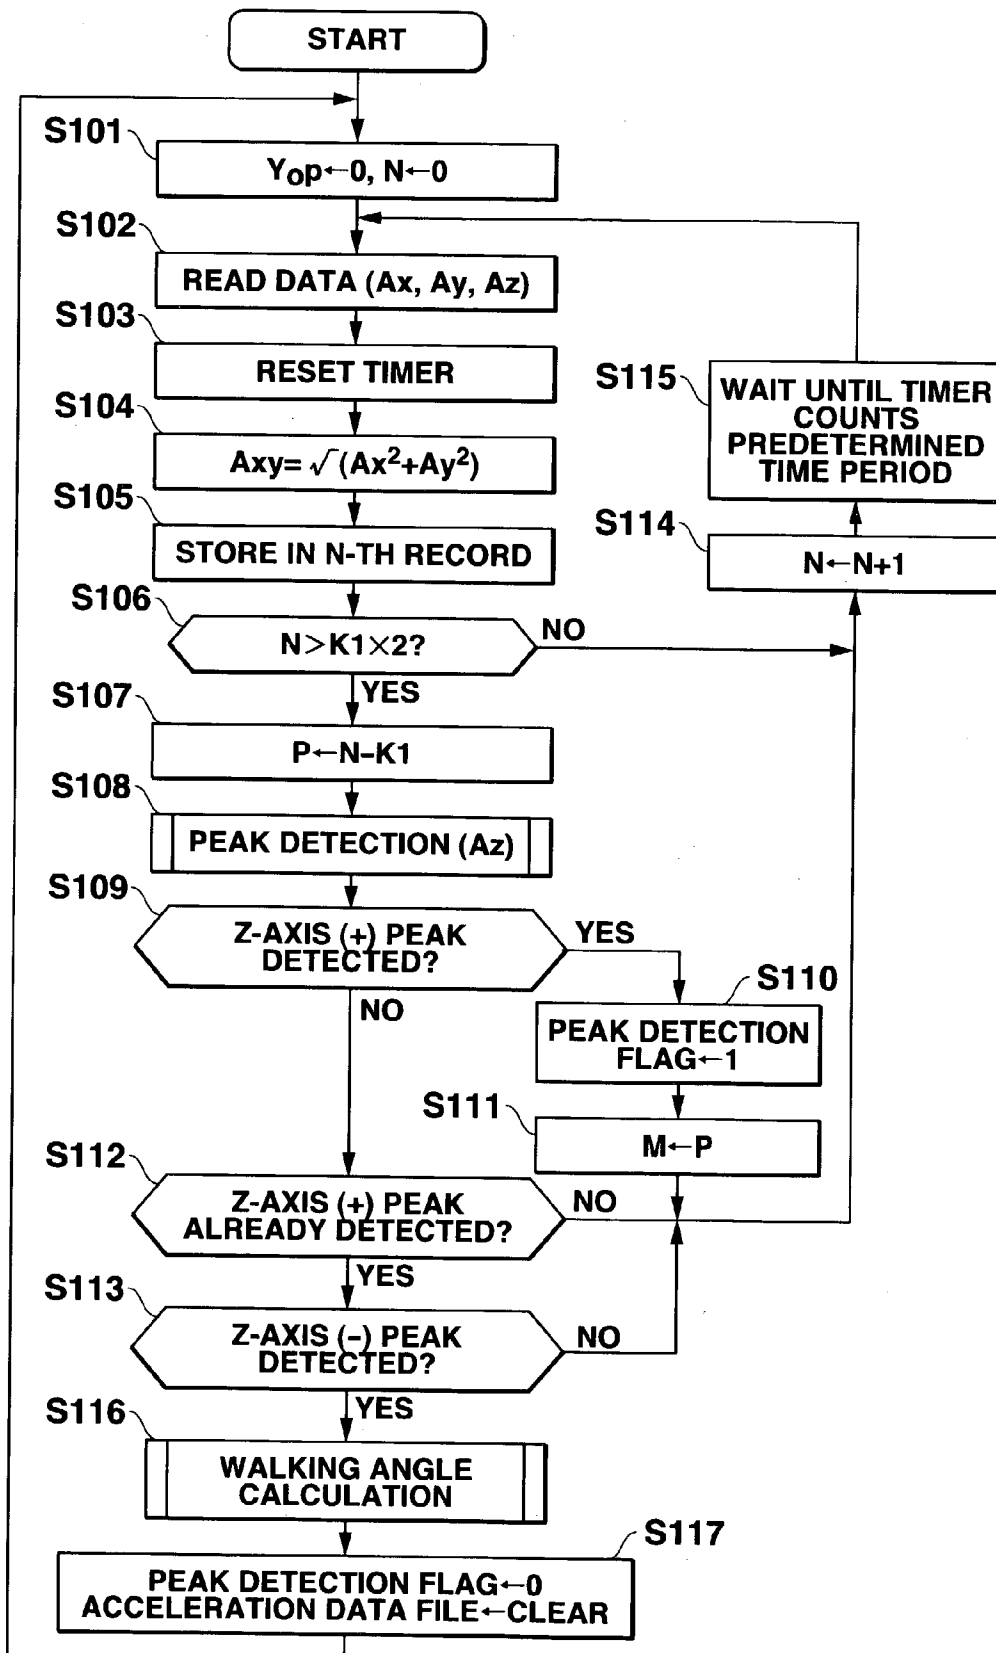 START
S101
Yop←0, N←0
S102
READ DATA (Ax, Ay, Az)
S103
RESET TIMER
S104
Axy=√(Ax²+Ay²)
S105
STORE IN N-TH RECORD
S106
N>K1×2?
NO
YES
S107
P←N–K1
S108
PEAK DETECTION (Az)
S109
Z-AXIS (+) PEAK
DETECTED?
YES
NO
S110
PEAK DETECTION
FLAG←1
S111
M←P
S112
Z-AXIS (+) PEAK
ALREADY DETECTED?
NO
YES
S113
Z-AXIS (–) PEAK
DETECTED?
NO
YES
S114
N←N+1
S115
WAIT UNTIL TIMER
COUNTS
PREDETERMINED
TIME PERIOD
S116
WALKING ANGLE
CALCULATION
S117
PEAK DETECTION FLAG←0
ACCELERATION DATA FILE←CLEAR